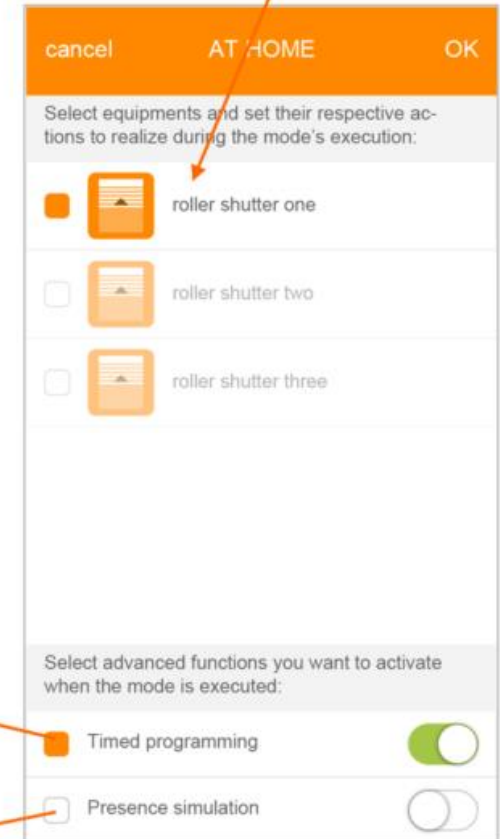 cancel AT HOME OK
Select equipments and set their respective ac-
tions to realize during the mode's execution:
roller shutter one
roller shutter two
roller shutter three
Select advanced functions you want to activate
when the mode is executed:
Timed programming
Presence simulation